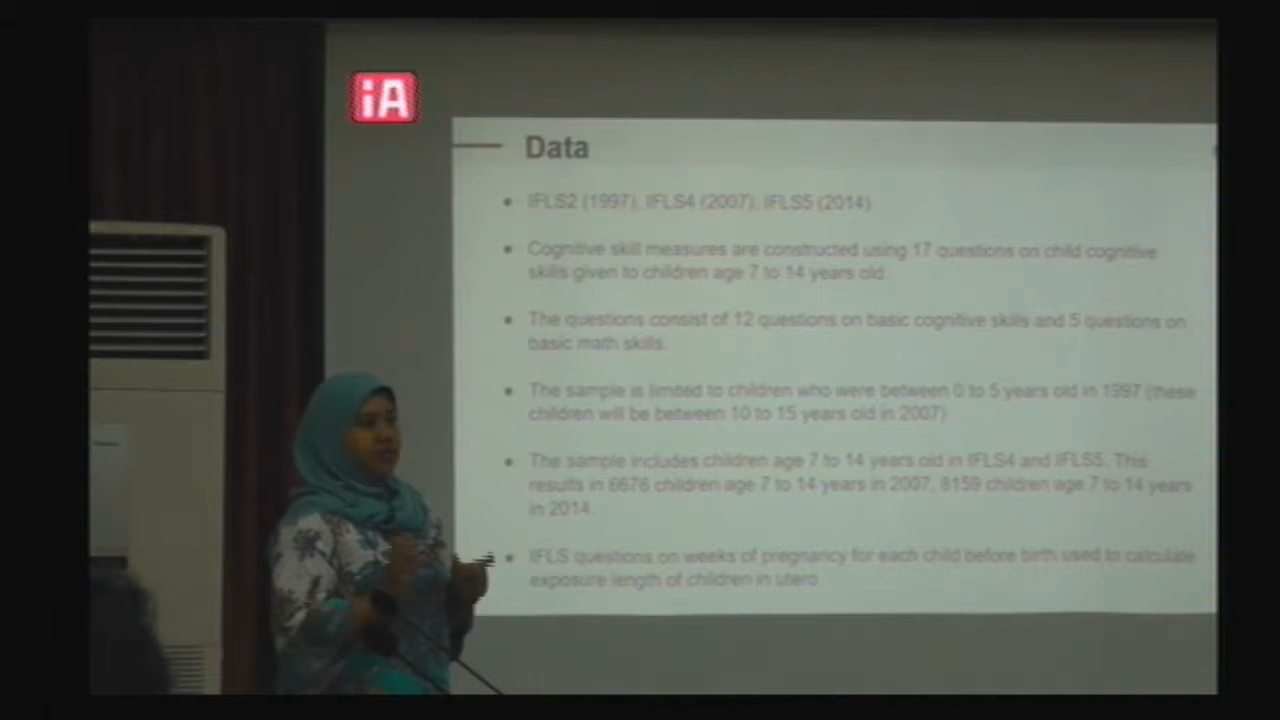 iA
Data
IFLS2 (1997), IFLS4 (2007), IFLS5 (2014)
Cognitive skill measures are constructed using 17 questions on child cognitive
skills given to children age 7 to 14 years old.
The questions consist of 12 questions on basic cognitive skills and 5 questions on
basic math skills.
The sample is limited to children who were between 0 to 5 years old in 1997 (these
children will be between 10 to 15 years old in 2007)
The sample includes children age 7 to 14 years old in IFLS4 and IFLS5. This
results in 6676 children age 7 to 14 years in 2007, 8159 children age 7 to 14 years
in 2014.
IFLS questions on weeks of pregnancy for each child before birth used to calculate
exposure length of children in utero